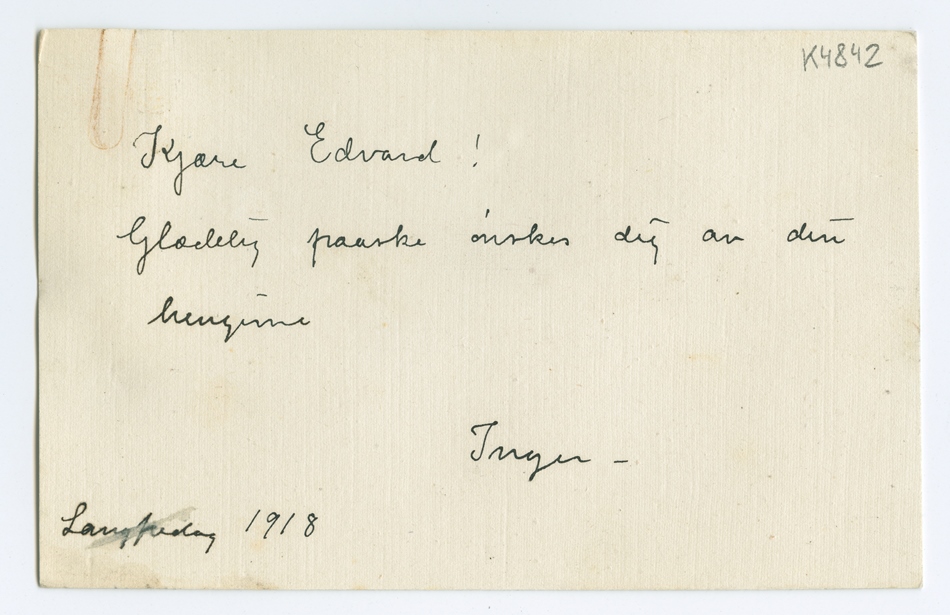 K4842
Kjære Edvard !
Glædelig paaske ønskes dig av din
hengivne
Inger –
Langfredag 1918